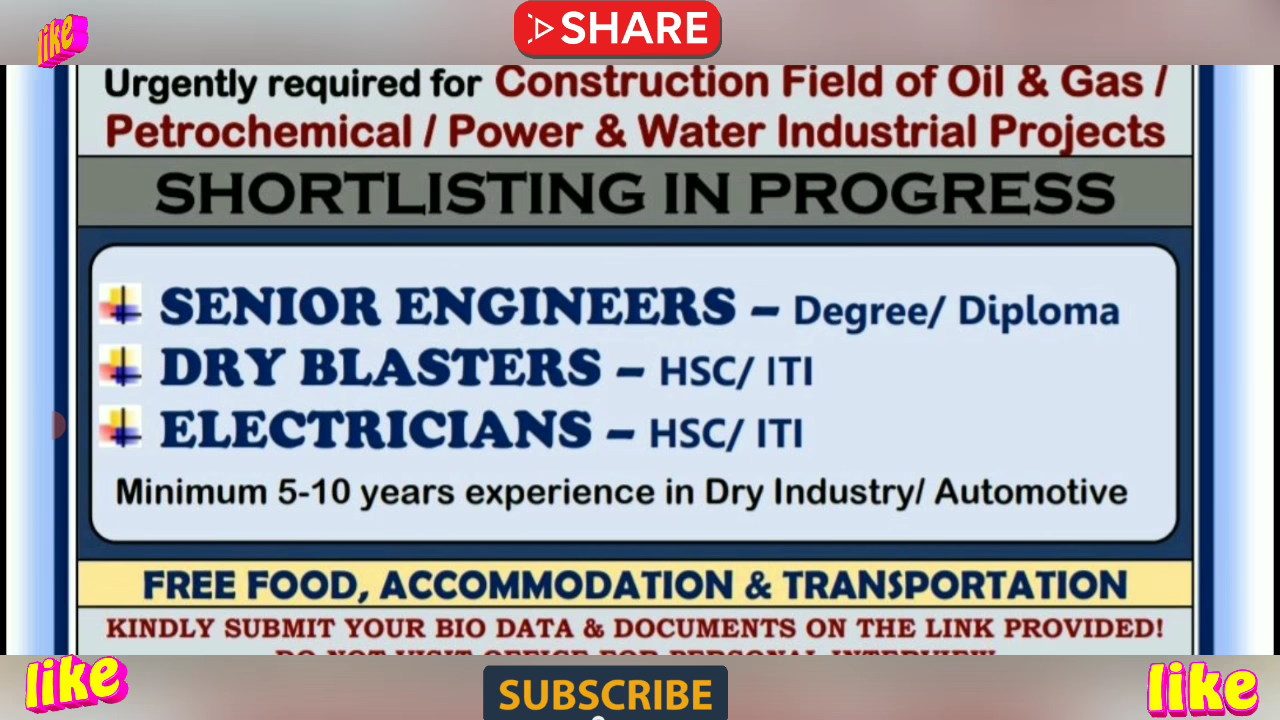 like
SHARE
Urgently required for Construction Field of Oil & Gas /
Petrochemical / Power & Water Industrial Projects
SHORTLISTING IN PROGRESS
SENIOR ENGINEERS – Degree/ Diploma
DRY BLASTERS – HSC/ ITI
ELECTRICIANS – HSC/ ITI
Minimum 5-10 years experience in Dry Industry/ Automotive
FREE FOOD, ACCOMMODATION & TRANSPORTATION
KINDLY SUBMIT YOUR BIO DATA & DOCUMENTS ON THE LINK PROVIDED!
like
SUBSCRIBE
like